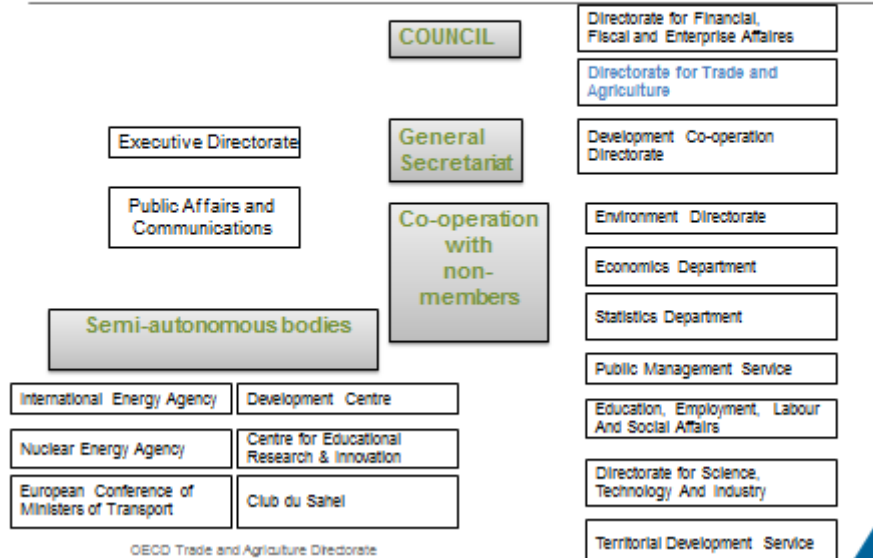 COUNCIL
Directorate for Financial,
Fiscal and Enterprise Affaires
Directorate for Trade and
Agriculture
Executive Directorate
General
Secretariat
Development Co-operation
Directorate
Public Affairs and
Communications
Co-operation
with
non-
members
Environment Directorate
Economics Department
Statistics Department
Semi-autonomous bodies
Public Management Service
International Energy Agency
Development Centre
Education, Employment, Labour
And Social Affairs
Nuclear Energy Agency
Centre for Educational
Research & Innovation
Directorate for Science,
Technology And Industry
European Conference of
Ministers of Transport
Club du Sahel
Territorial Development Service
OECD Trade and Agriculture Directorate